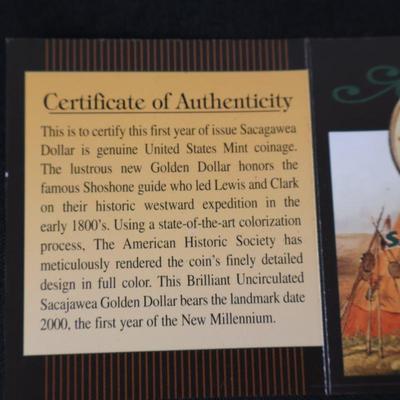 Certificate of Authenticity
This is to certify this first year of issue Sacagawea
Dollar is genuine United States Mint coinage.
The lustrous new Golden Dollar honors the
famous Shoshone guide who led Lewis and Clark
on their historic westward expedition in the
early 1800's. Using a state-of-the-art colorization
process, The American Historic Society has
meticulously rendered the coin's finely detailed
design in full color. This Brilliant Uncirculated
Sacajawea Golden Dollar bears the landmark date
2000, the first year of the New Millennium.